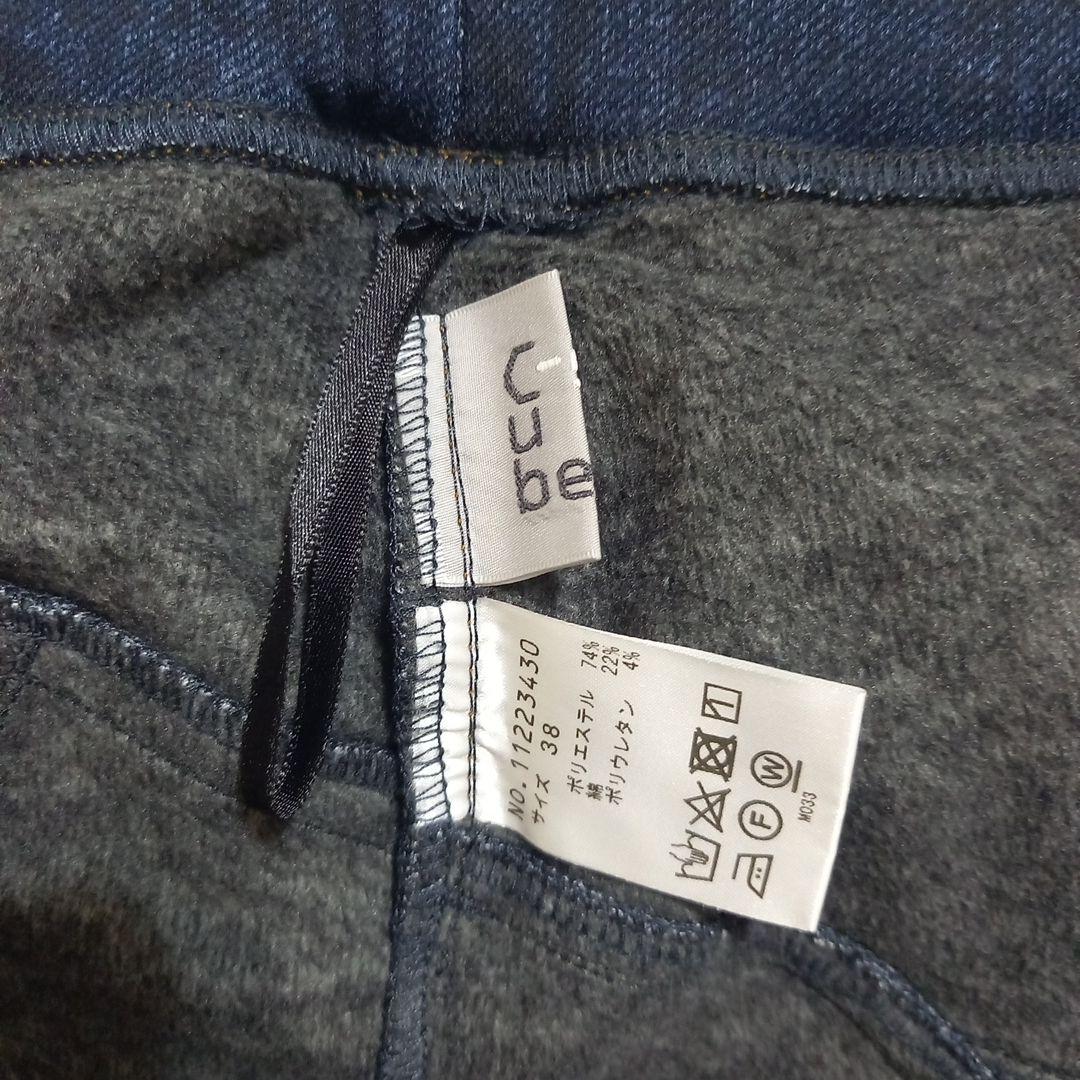 cube
NO.11223430
サイズ 38
ポリエステル 74%
綿 22%
ポリウレタン 4%
W
F
M033